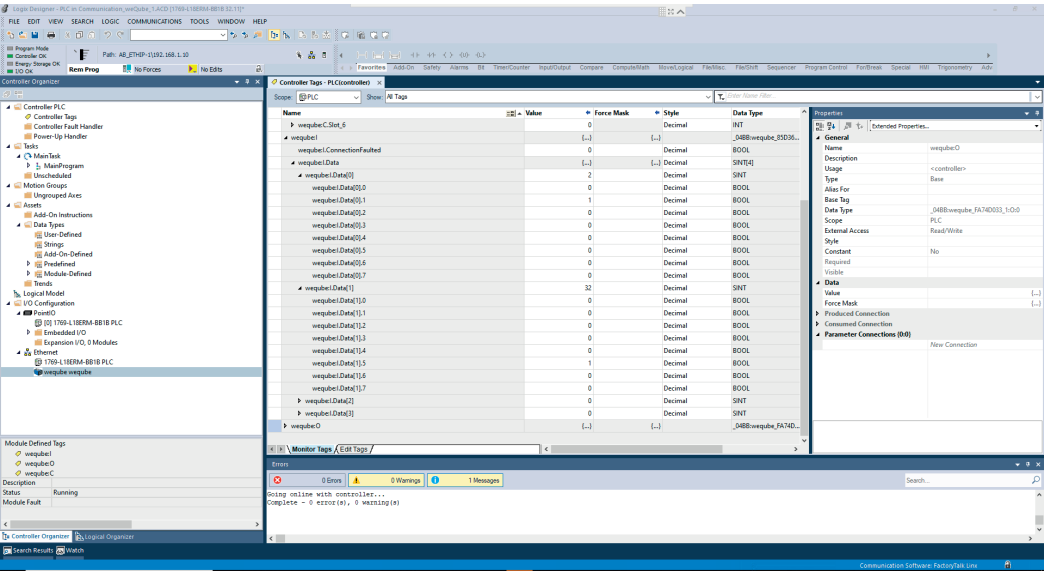 Logix Designer - PLC in Communication_weQube_1.ACD [1769-L18ERM-BB1B 32.11]*
FILE EDIT VIEW SEARCH LOGIC COMMUNICATIONS TOOLS WINDOW HELP
Program Mode
Controller OK
Energy Storage OK
I/O OK
Rem Prog
No Forces
No Edits
Path: AB_ETHIP-1\192.168.1.10
Favorites Add-On Safety Alarms Bit Timer/Counter Input/Output Compare Compute/Math Move/Logical File/Misc. File/Shift Sequencer Program Control For/Break Special HMI Trigonometry Adv
Controller Organizer
Controller PLC
Controller Tags
Controller Fault Handler
Power-Up Handler
Tasks
MainTask
MainProgram
Unscheduled
Motion Groups
Ungrouped Axes
Assets
Add-On Instructions
Data Types
User-Defined
Strings
Add-On-Defined
Predefined
Module-Defined
Trends
Logical Model
I/O Configuration
PointIO
[0] 1769-L18ERM-BB1B PLC
Embedded I/O
Expansion I/O, 0 Modules
Ethernet
1769-L18ERM-BB1B PLC
weqube weqube
Module Defined Tags
weqube:I
weqube:O
weqube:C
Description
Status Running
Module Fault
Controller Organizer Logical Organizer
Controller Tags - PLC(controller) ×
Scope: PLC Show: All Tags Enter Name Filter...
Name Value Force Mask Style Data Type
weqube:C.Slot_6 0 Decimal INT
weqube:I {...} {...} _04BB:weqube_85D36...
weqube:I.ConnectionFaulted 0 Decimal BOOL
weqube:I.Data {...} {...} Decimal SINT[4]
weqube:I.Data[0] 2 Decimal SINT
weqube:I.Data[0].0 0 Decimal BOOL
weqube:I.Data[0].1 1 Decimal BOOL
weqube:I.Data[0].2 0 Decimal BOOL
weqube:I.Data[0].3 0 Decimal BOOL
weqube:I.Data[0].4 0 Decimal BOOL
weqube:I.Data[0].5 0 Decimal BOOL
weqube:I.Data[0].6 0 Decimal BOOL
weqube:I.Data[0].7 0 Decimal BOOL
weqube:I.Data[1] 32 Decimal SINT
weqube:I.Data[1].0 0 Decimal BOOL
weqube:I.Data[1].1 0 Decimal BOOL
weqube:I.Data[1].2 0 Decimal BOOL
weqube:I.Data[1].3 0 Decimal BOOL
weqube:I.Data[1].4 0 Decimal BOOL
weqube:I.Data[1].5 1 Decimal BOOL
weqube:I.Data[1].6 0 Decimal BOOL
weqube:I.Data[1].7 0 Decimal BOOL
weqube:I.Data[2] 0 Decimal SINT
weqube:I.Data[3] 0 Decimal SINT
weqube:O {...} {...} _04BB:weqube_FA74D...
Monitor Tags Edit Tags
Properties
Extended Properties...
General
Name weqube:O
Description
Usage <controller>
Type Base
Alias For
Base Tag
Data Type _04BB:weqube_FA74D033_1:O:0
Scope PLC
External Access Read/Write
Style
Constant No
Required
Visible
Data
Value {...}
Force Mask {...}
Produced Connection
Consumed Connection
Parameter Connections (0:0)
New Connection
Errors
0 Errors 0 Warnings 1 Messages Search...
Going online with controller...
Complete - 0 error(s), 0 warning(s)
Search Results Watch
Communication Software: FactoryTalk Linx